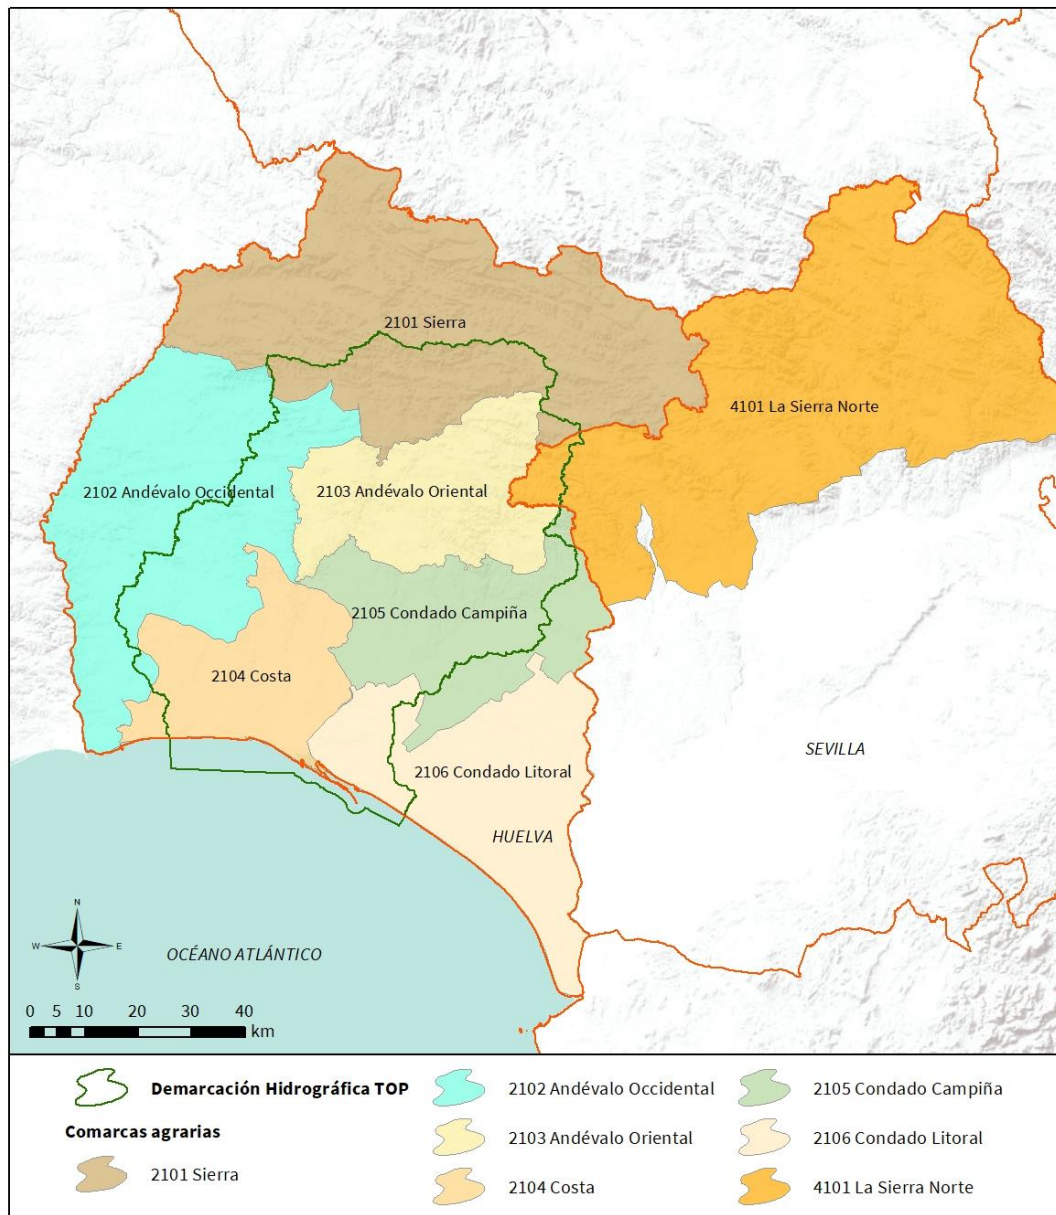 2101 Sierra
4101 La Sierra Norte
2102 Andévalo Occidental
2103 Andévalo Oriental
2105 Condado Campiña
2104 Costa
SEVILLA
2106 Condado Litoral
HUELVA
N
W
E
S
OCÉANO ATLÁNTICO
0 5 10 20 30 40
km
Demarcación Hidrográfica TOP
Comarcas agrarias
2101 Sierra
2102 Andévalo Occidental
2103 Andévalo Oriental
2104 Costa
2105 Condado Campiña
2106 Condado Litoral
4101 La Sierra Norte